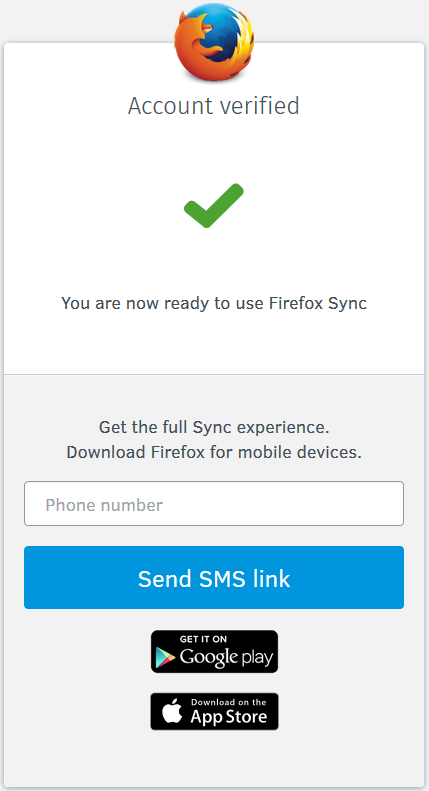 Account verified
You are now ready to use Firefox Sync
Get the full Sync experience.
Download Firefox for mobile devices.
Phone number
Send SMS link
GET IT ON
Google play
Download on the
App Store